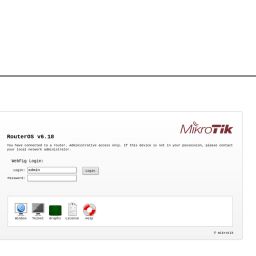 MikroTik
RouterOS v6.18
You have connected to a router. Administrative access only. If this device is not in your possession, please contact
your local network administrator.
WebFig Login:
Login: admin Login
Password:
Winbox Telnet Graphs License Help
© mikrotik